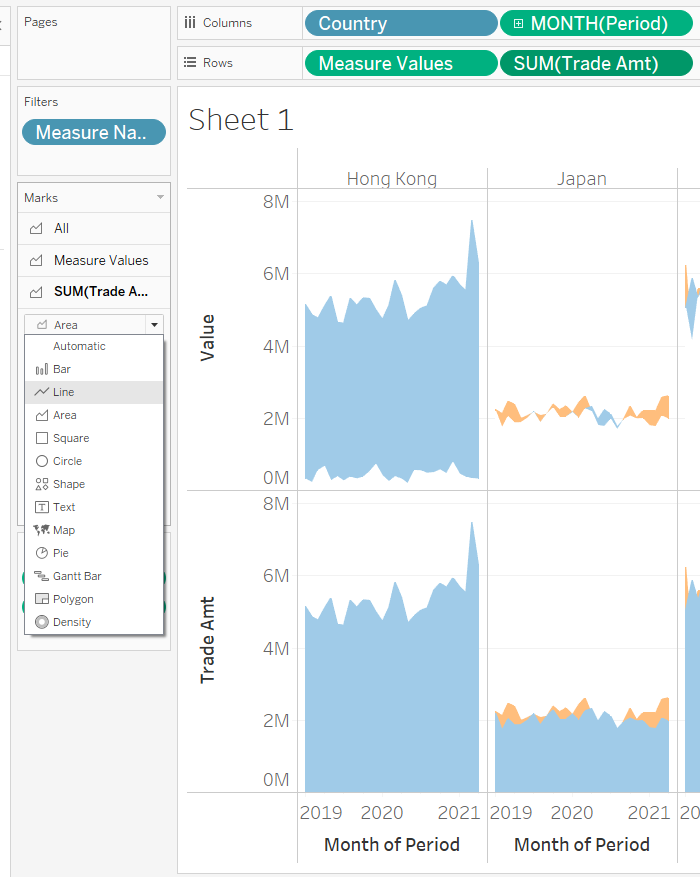 Pages
Columns
Country
MONTH(Period)
Rows
Measure Values
SUM(Trade Amt)
Filters
Measure Na..
Marks
All
Measure Values
SUM(Trade A...
Area
Automatic
Bar
Line
Area
Square
Circle
Shape
Text
Map
Pie
Gantt Bar
Polygon
Density
Sheet 1
Hong Kong
Japan
8M
6M
4M
2M
0M
Value
8M
6M
4M
2M
0M
Trade Amt
2019 2020 2021 2019 2020 2021 20
Month of Period Month of Period